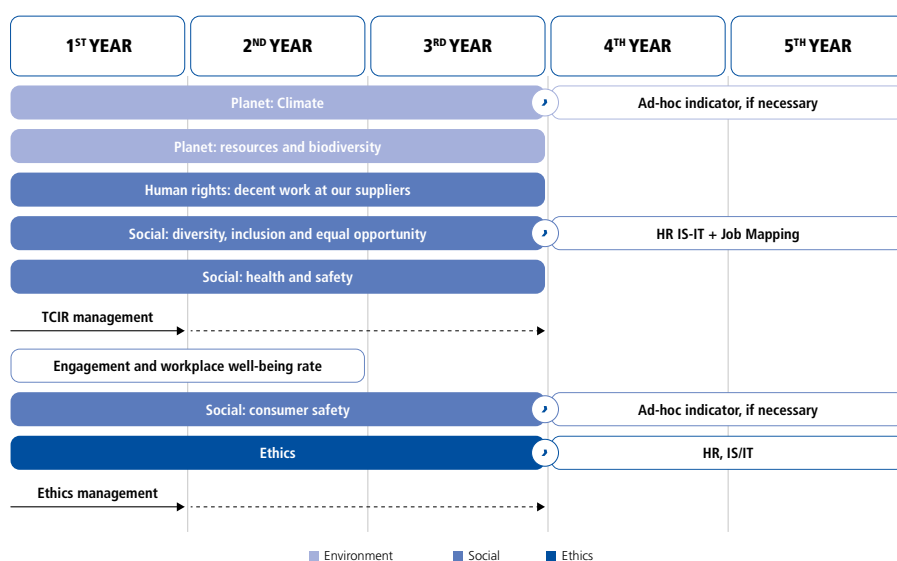 1ST YEAR 2ND YEAR 3RD YEAR 4TH YEAR 5TH YEAR
Planet: Climate Ad-hoc indicator, if necessary
Planet: resources and biodiversity
Human rights: decent work at our suppliers
Social: diversity, inclusion and equal opportunity HR IS-IT + Job Mapping
Social: health and safety
TCIR management
Engagement and workplace well-being rate
Social: consumer safety Ad-hoc indicator, if necessary
Ethics HR, IS/IT
Ethics management
Environment Social Ethics